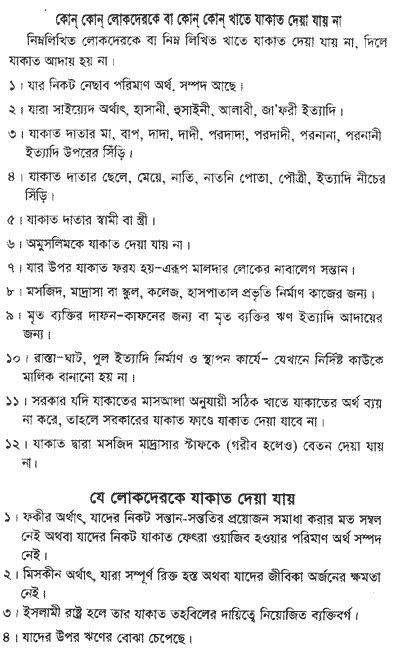 কোন্ কোন্ লোকদেরকে বা কোন্ কোন্ খাতে যাকাত দেয়া যায় না
নিম্নলিখিত লোকদেরকে বা নিম্ন লিখিত খাতে যাকাত দেয়া যায় না, দিলে
যাকাত আদায় হয় না।
১। যার নিকট নেছাব পরিমাণ অর্থ, সম্পদ আছে।
২। যারা সাইয়্যেদ অর্থাৎ, হাসানী, হুসাইনী, আলাবী, জা'ফরী ইত্যাদি।
৩। যাকাত দাতার মা, বাপ, দাদা, দাদী, পরদাদা, পরদাদী, পরনানা, পরনানী
ইত্যাদি উপরের সিঁড়ি।
৪। যাকাত দাতার ছেলে, মেয়ে, নাতি, নাতনি পোতা, পৌত্রী, ইত্যাদি নীচের
সিঁড়ি।
৫। যাকাত দাতার স্বামী বা স্ত্রী।
৬। অমুসলিমকে যাকাত দেয়া যায় না।
৭। যার উপর যাকাত ফরয হয়–এরূপ মালদার লোকের নাবালেগ সন্তান।
৮। মসজিদ, মাদ্রাসা বা স্কুল, কলেজ, হাসপাতাল প্রভৃতি নির্মাণ কাজের জন্য।
৯। মৃত ব্যক্তির দাফন–কাফনের জন্য বা মৃত ব্যক্তির ঋণ ইত্যাদি আদায়ের
জন্য।
১০। রাস্তা–ঘাট, পুল ইত্যাদি নির্মাণ ও স্থাপন কার্যে– যেখানে নির্দিষ্ট কাউকে
মালিক বানানো হয় না।
১১। সরকার যদি যাকাতের মাসআলা অনুযায়ী সঠিক খাতে যাকাতের অর্থ ব্যয়
না করে, তাহলে সরকারের যাকাত ফাণ্ডে যাকাত দেয়া যাবে না।
১২। যাকাত দ্বারা মসজিদ মাদ্রাসার স্টাফকে (গরীব হলেও) বেতন দেয়া যায়
না।
যে লোকদেরকে যাকাত দেয়া যায়
১। ফকীর অর্থাৎ, যাদের নিকট সন্তান-সন্ততির প্রয়োজন সমাধা করার মত সম্বল
নেই অথবা যাদের নিকট যাকাত ফেৎরা ওয়াজিব হওয়ার পরিমাণ অর্থ সম্পদ
নেই।
২। মিসকীন অর্থাৎ, যারা সম্পূর্ণ রিক্ত হস্ত অথবা যাদের জীবিকা অর্জনের ক্ষমতা
নেই।
৩। ইসলামী রাষ্ট্র হলে তার যাকাত তহবিলের দায়িত্বে নিয়োজিত ব্যক্তিবর্গ।
৪। যাদের উপর ঋণের বোঝা চেপেছে।